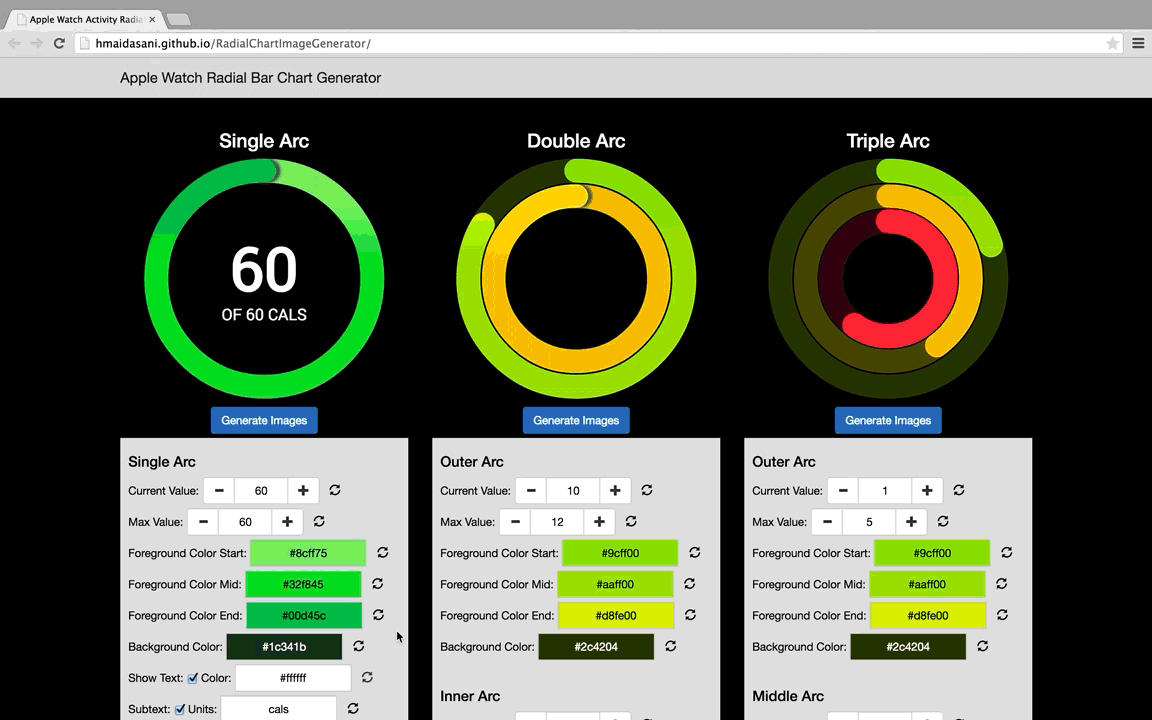 Apple Watch Activity Radia
hmaidasani.github.io/RadialChartImageGenerator/
Apple Watch Radial Bar Chart Generator
Single Arc
60
OF 60 CALS
Generate Images
Single Arc
Current Value: 60
Max Value: 60
Foreground Color Start: #8cff75
Foreground Color Mid: #32f845
Foreground Color End: #00d45c
Background Color: #1c341b
Show Text: Color: #ffffff
Subtext: Units: cals
Double Arc
Generate Images
Outer Arc
Current Value: 10
Max Value: 12
Foreground Color Start: #9cff00
Foreground Color Mid: #aaff00
Foreground Color End: #d8fe00
Background Color: #2c4204
Inner Arc
Triple Arc
Generate Images
Outer Arc
Current Value: 1
Max Value: 5
Foreground Color Start: #9cff00
Foreground Color Mid: #aaff00
Foreground Color End: #d8fe00
Background Color: #2c4204
Middle Arc